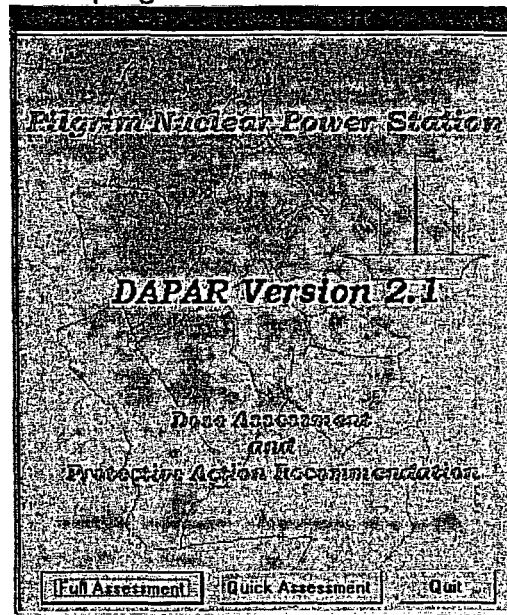 Pilgrim Nuclear Power Station
DAPAR Version 2.1
Dose Assessment
and
Protective Action Recommendation
Full Assessment Quick Assessment Quit